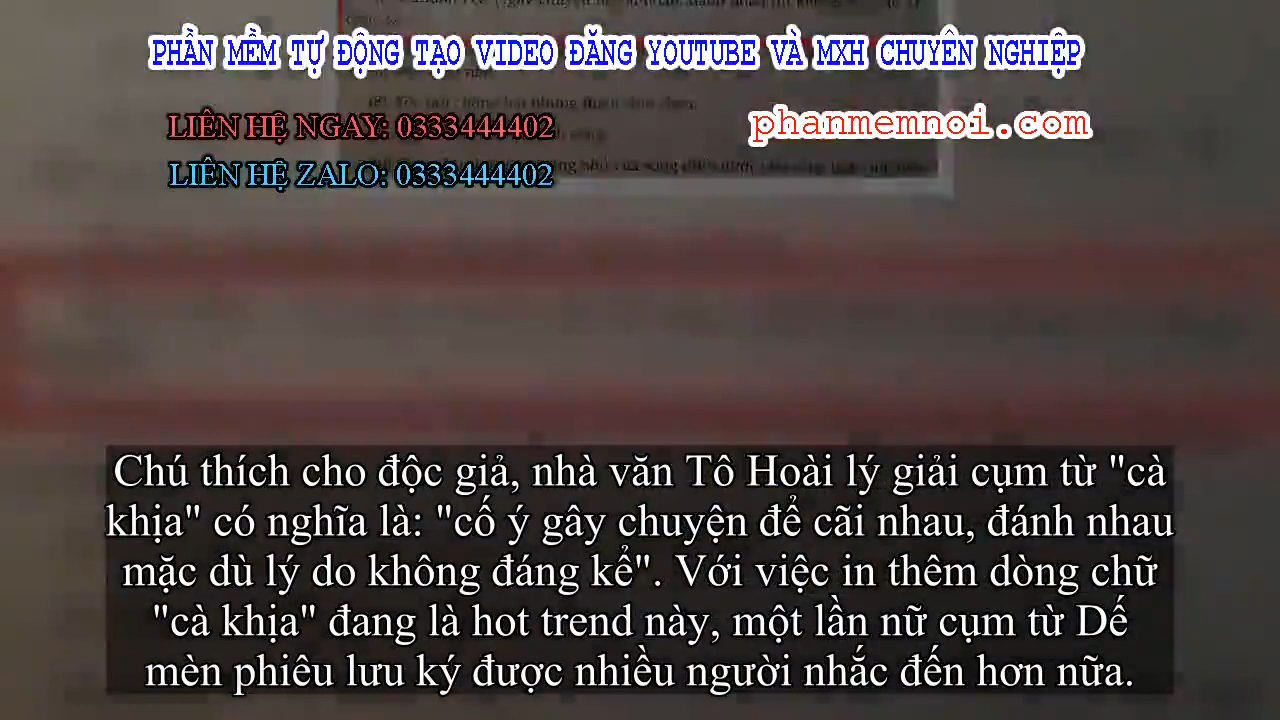 PHẦN MỀM TỰ ĐỘNG TẠO VIDEO ĐĂNG YOUTUBE VÀ MXH CHUYÊN NGHIỆP
LIÊN HỆ NGAY: 0333444402
phanmemnoi.com
LIÊN HỆ ZALO: 0333444402
Chú thích cho độc giả, nhà văn Tô Hoài lý giải cụm từ "cà
khịa" có nghĩa là: "cố ý gây chuyện để cãi nhau, đánh nhau
mặc dù lý do không đáng kể". Với việc in thêm dòng chữ
"cà khịa" đang là hot trend này, một lần nữ cụm từ Dế
mèn phiêu lưu ký được nhiều người nhắc đến hơn nữa.